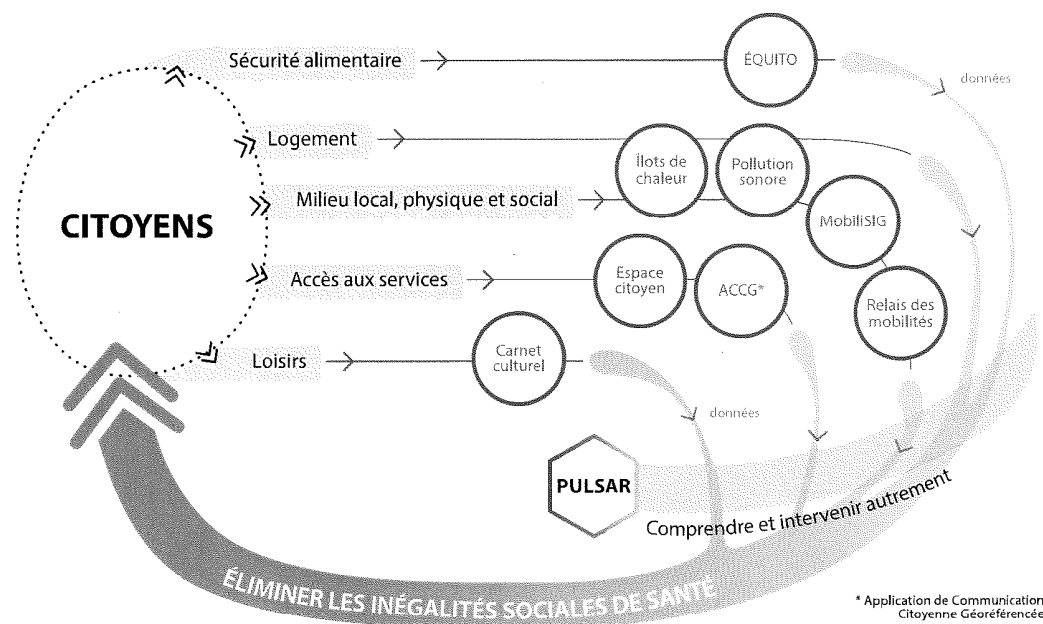 Sécurité alimentaire
ÉQUITO
données
Logement
Îlots de
chaleur
Pollution
sonore
CITOYENS
Milieu local, physique et social
MobiliSIG
Accès aux services
Espace
citoyen
ACCG*
Relais des
mobilités
Loisirs
Carnet
culturel
données
PULSAR
Comprendre et intervenir autrement
ÉLIMINER LES INÉGALITÉS SOCIALES DE SANTÉ
* Application de Communication
Citoyenne Géoréférencée